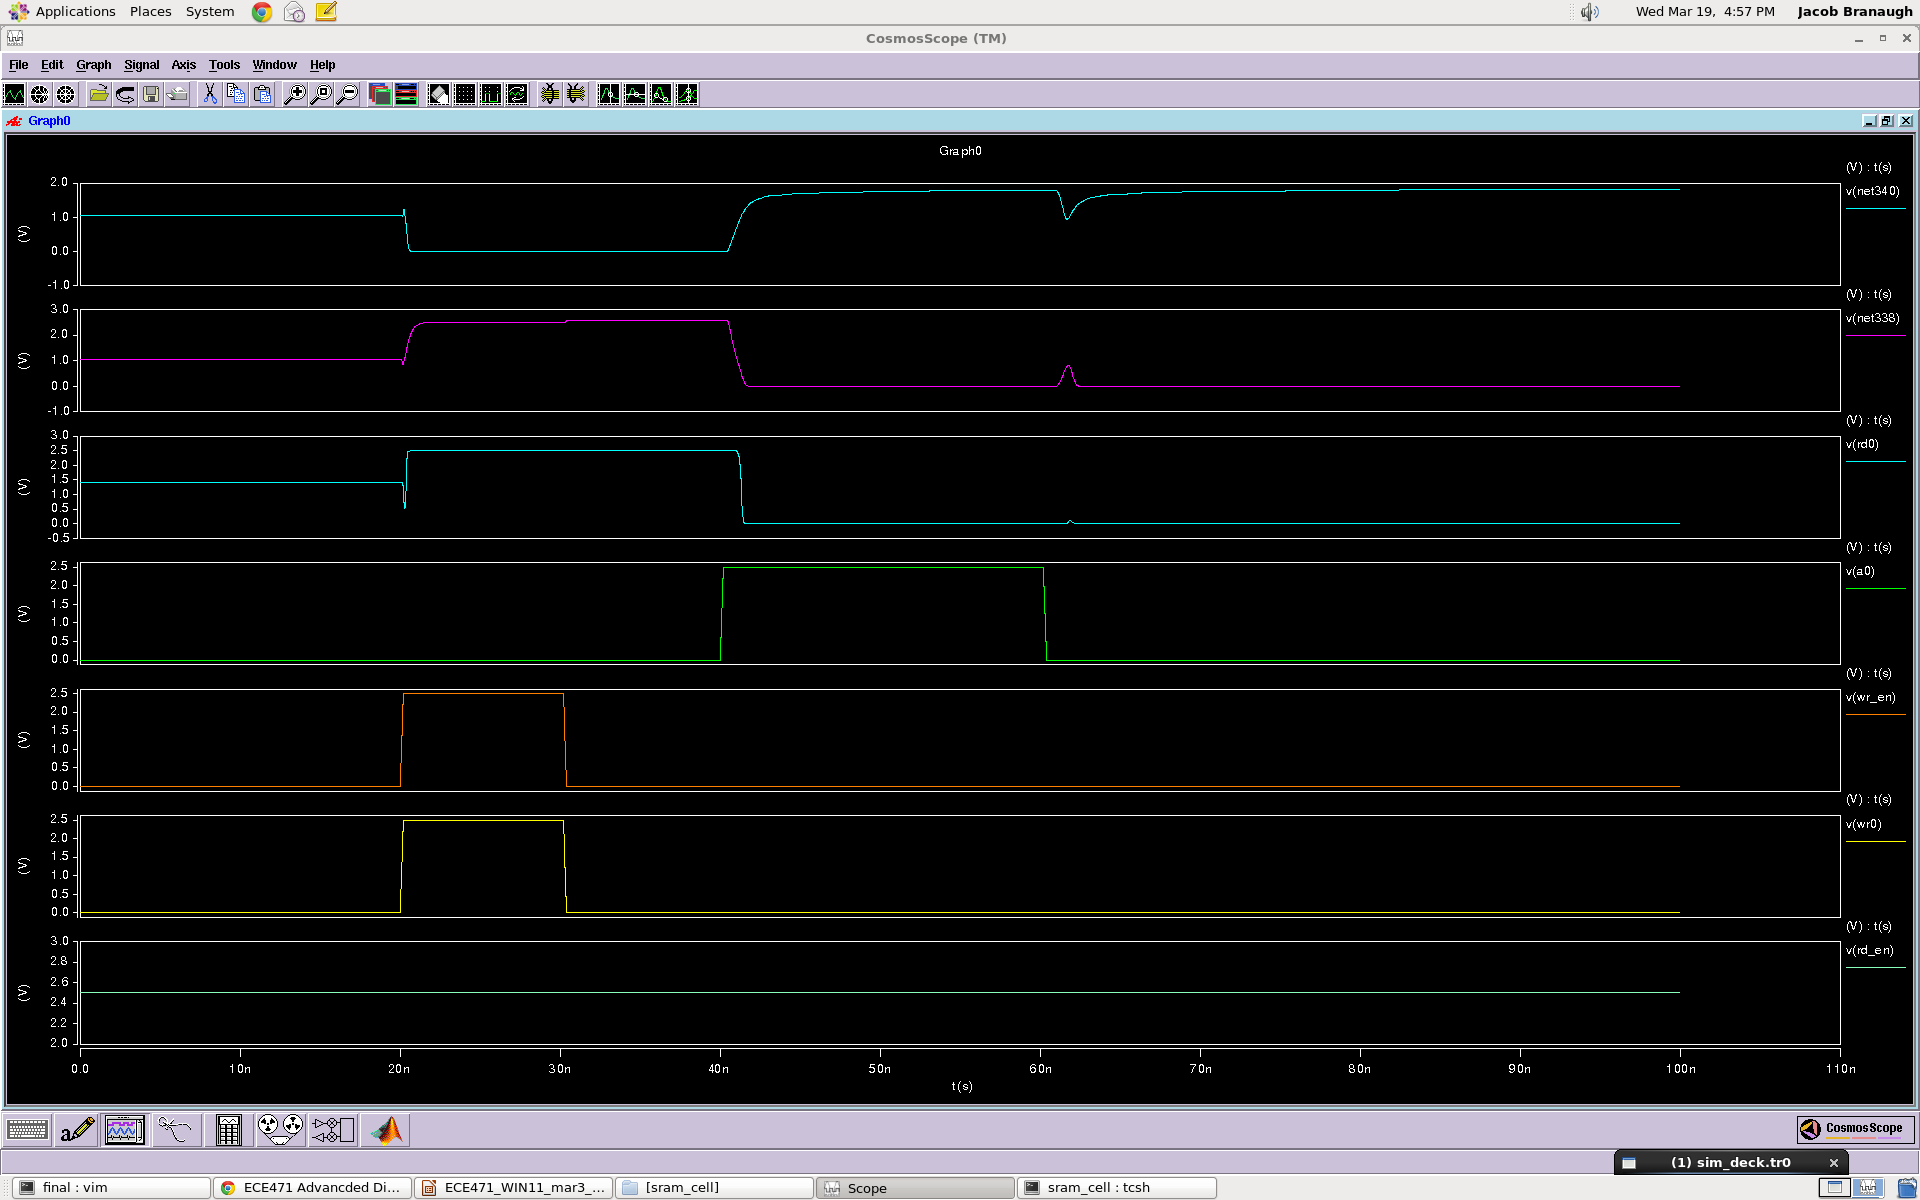 Applications Places System
Wed Mar 19, 4:57 PM Jacob Branaugh
CosmosScope (TM)
File Edit Graph Signal Axis Tools Window Help
Graph0
Graph0
(V) : t(s)
v(net340)
2.0
1.0
0.0
-1.0
(V)
(V) : t(s)
v(net338)
3.0
2.0
1.0
0.0
-1.0
(V)
(V) : t(s)
v(rd0)
3.0
2.5
2.0
1.5
1.0
0.5
0.0
-0.5
(V)
(V) : t(s)
v(a0)
2.5
2.0
1.5
1.0
0.5
0.0
(V)
(V) : t(s)
v(wr_en)
2.5
2.0
1.5
1.0
0.5
0.0
(V)
(V) : t(s)
v(wr0)
2.5
2.0
1.5
1.0
0.5
0.0
(V)
(V) : t(s)
v(rd_en)
3.0
2.8
2.6
2.4
2.2
2.0
(V)
0.0 10n 20n 30n 40n 50n 60n 70n 80n 90n 100n 110n
t(s)
CosmosScope
(1) sim_deck.tr0
final : vim
ECE471 Advancded Di...
ECE471_WIN11_mar3_...
[sram_cell]
Scope
sram_cell : tcsh